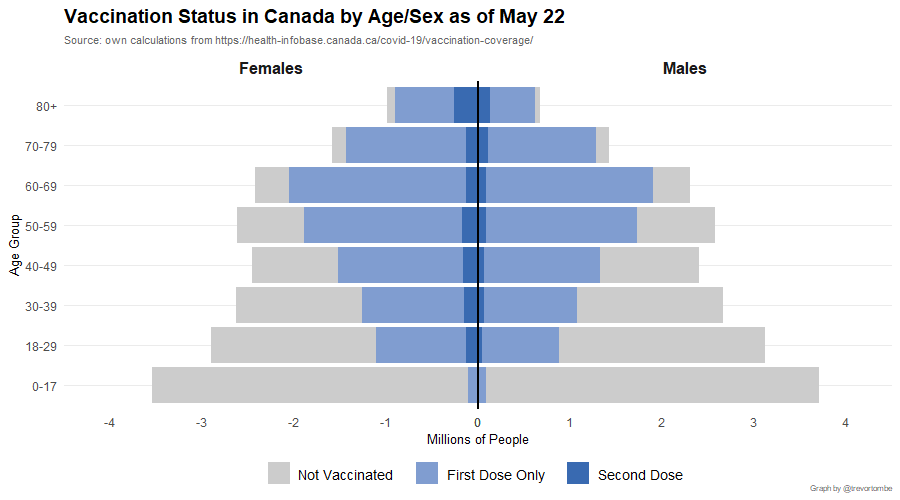 Vaccination Status in Canada by Age/Sex as of May 22
Source: own calculations from https://health-infobase.canada.ca/covid-19/vaccination-coverage/
Females Males
80+
70-79
60-69
50-59
40-49
30-39
18-29
0-17
Age Group
-4 -3 -2 -1 0 1 2 3 4
Millions of People
Not Vaccinated First Dose Only Second Dose
Graph by @trevortombe